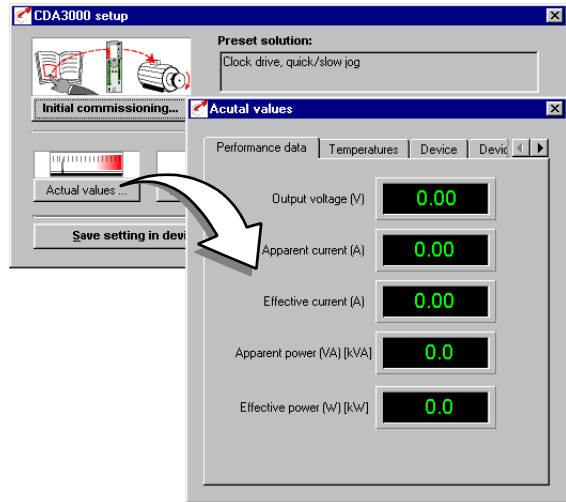 CDA3000 setup
Preset solution:
Clock drive, quick/slow jog
Initial commissioning...
Actual values ...
Save setting in devi
Acutal values
Performance data Temperatures Device Devic
Output voltage (V) 0.00
Apparent current (A) 0.00
Effective current (A) 0.00
Apparent power (VA) [kVA] 0.0
Effective power (W) [kW] 0.0